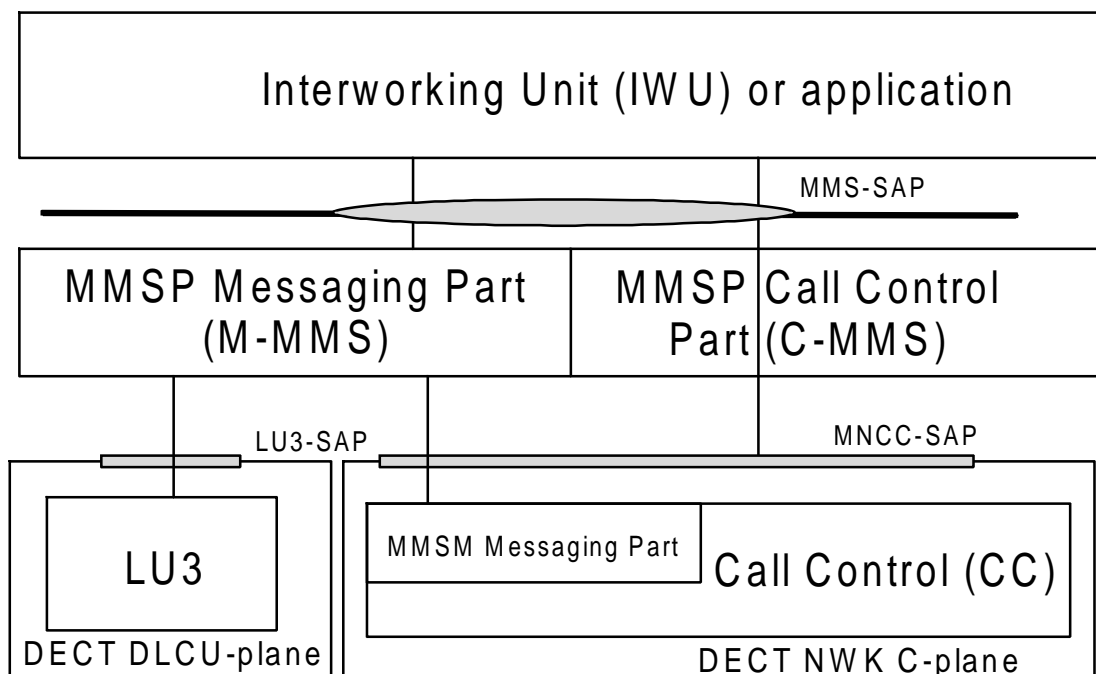 Interworking Unit (IWU) or application
MMS-SAP
MMSP Messaging Part
(M-MMS)
MMSP Call Control
Part (C-MMS)
LU3-SAP
MNCC-SAP
LU3
MMSM Messaging Part
Call Control (CC)
DECT DLCU-plane
DECT NWK C-plane